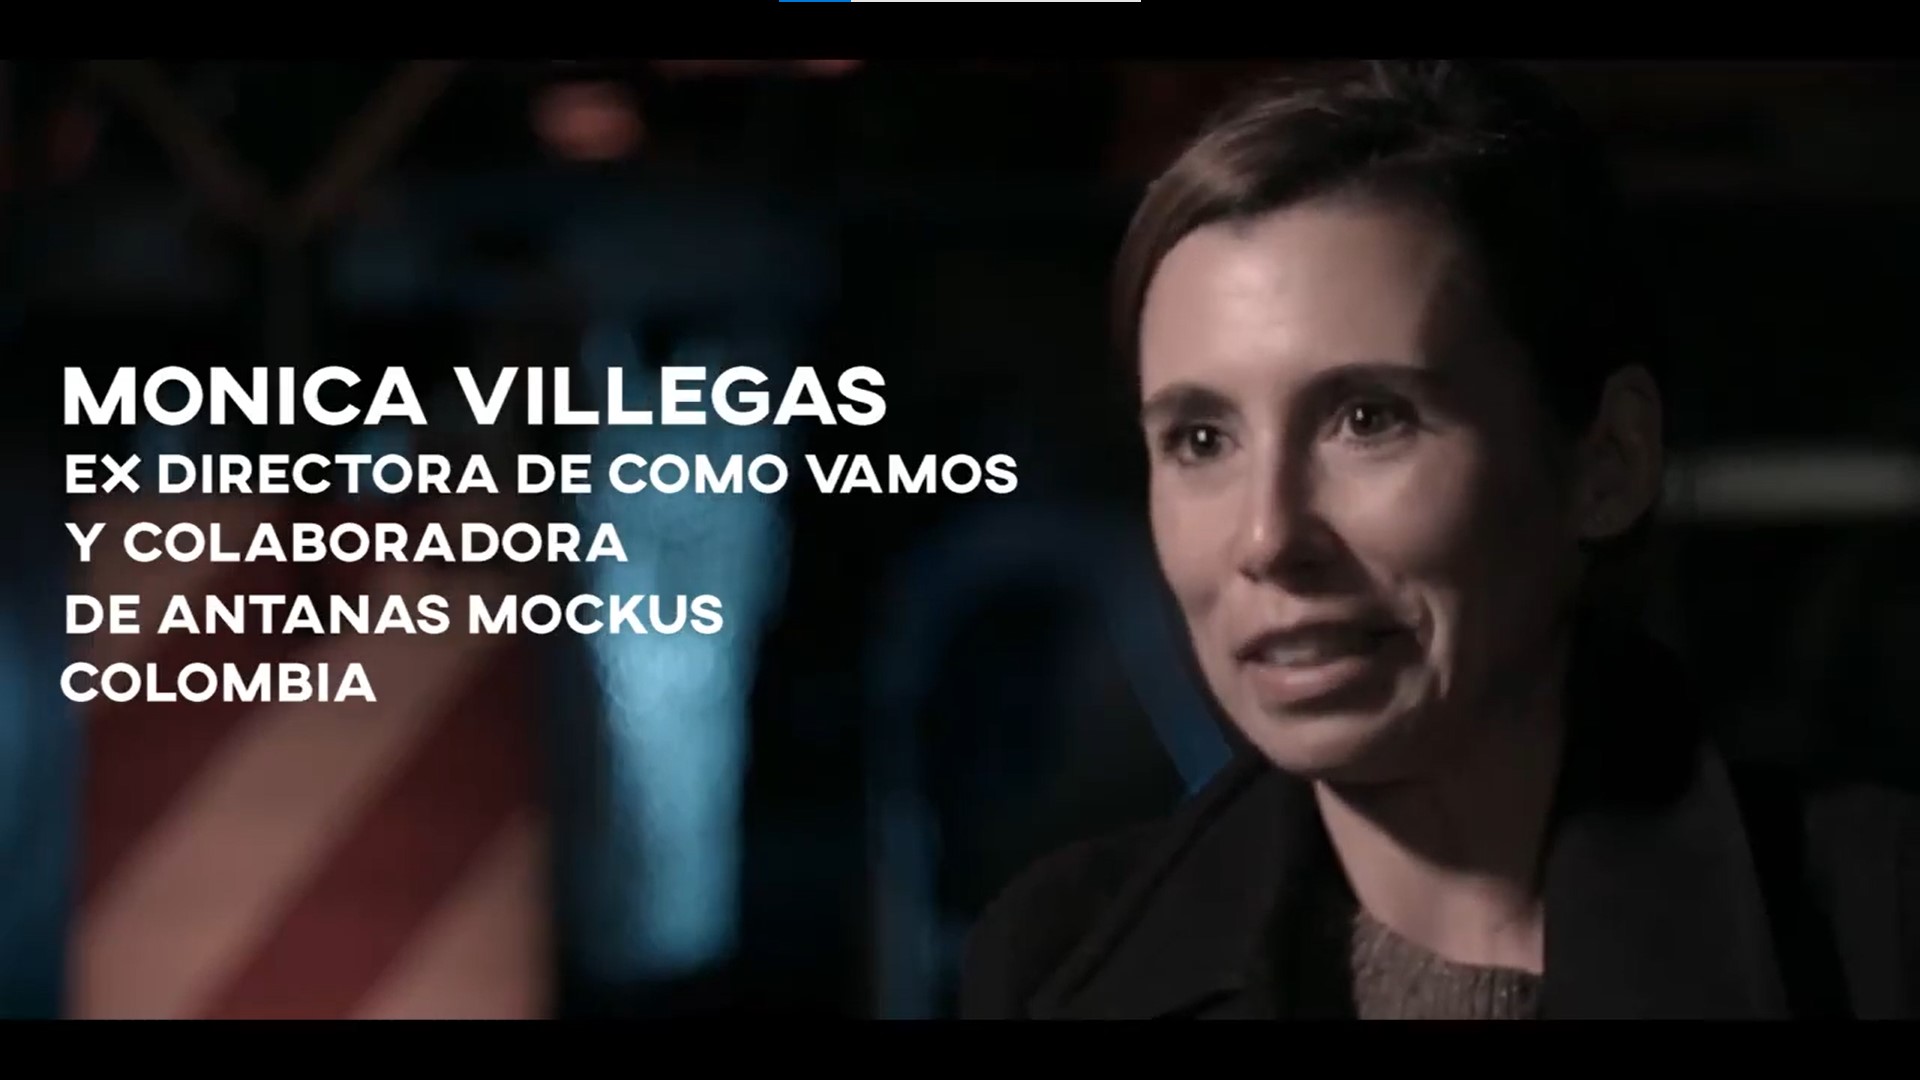 MONICA VILLEGAS
EX DIRECTORA DE COMO VAMOS
Y COLABORADORA
DE ANTANAS MOCKUS
COLOMBIA